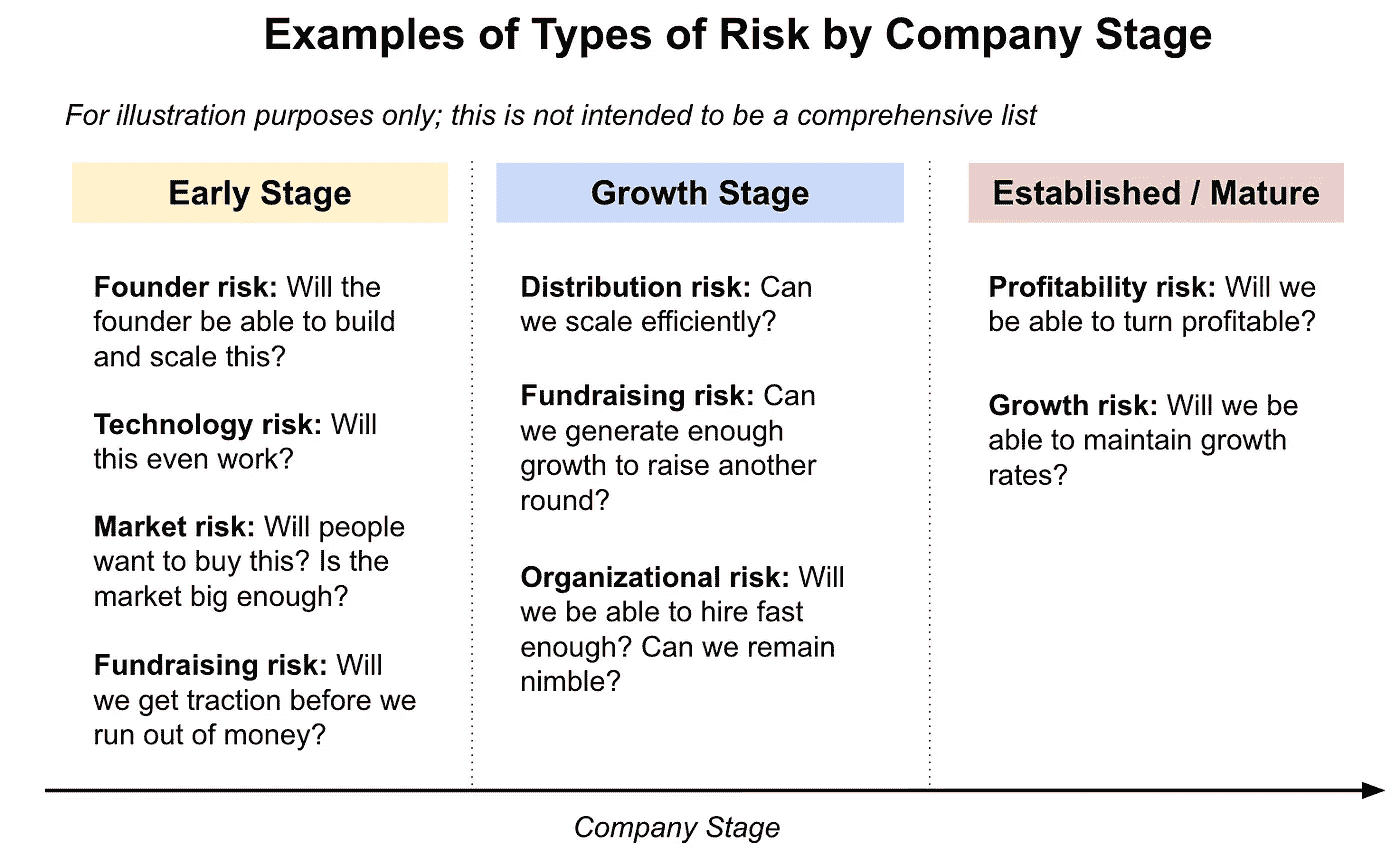 Examples of Types of Risk by Company Stage
For illustration purposes only; this is not intended to be a comprehensive list
Early Stage
Founder risk: Will the
founder be able to build
and scale this?
Technology risk: Will
this even work?
Market risk: Will people
want to buy this? Is the
market big enough?
Fundraising risk: Will
we get traction before we
run out of money?
Growth Stage
Distribution risk: Can
we scale efficiently?
Fundraising risk: Can
we generate enough
growth to raise another
round?
Organizational risk: Will
we be able to hire fast
enough? Can we remain
nimble?
Established / Mature
Profitability risk: Will we
be able to turn profitable?
Growth risk: Will we be
able to maintain growth
rates?
Company Stage